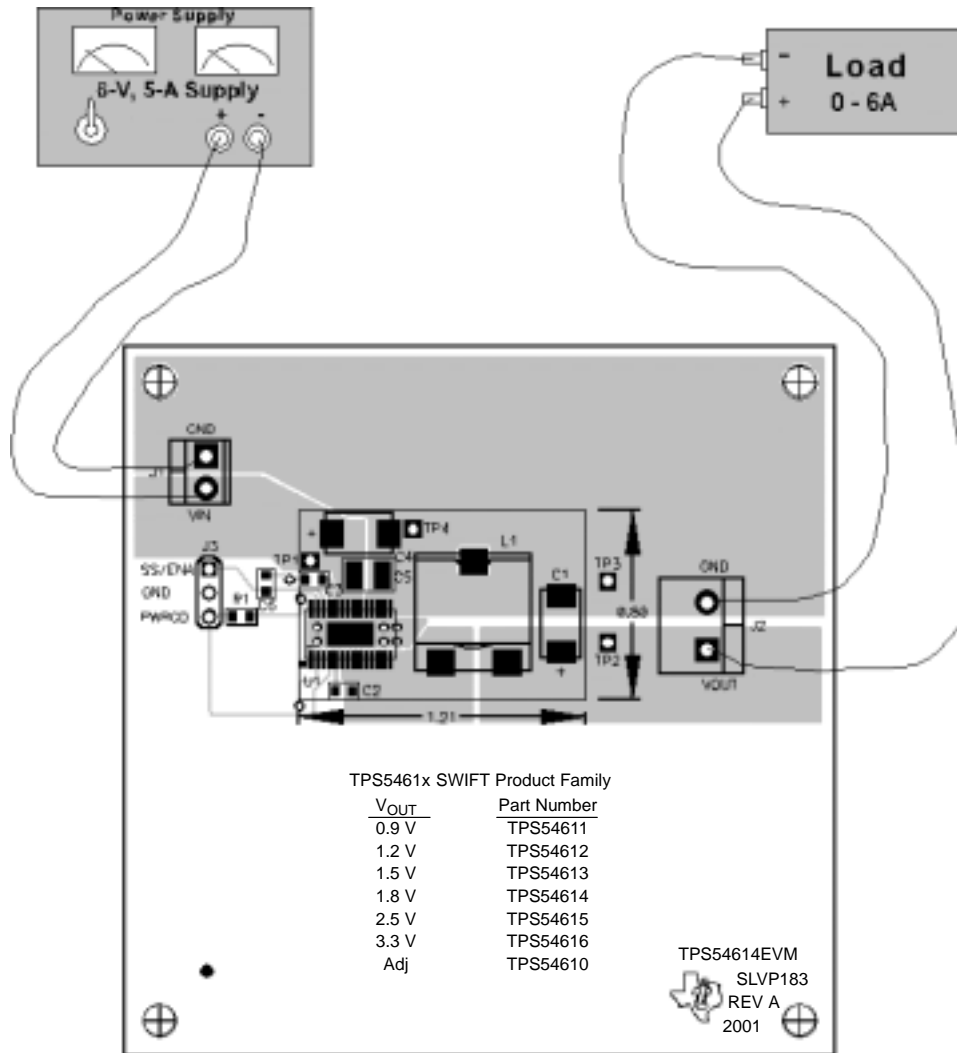 Power Supply
6-V, 5-A Supply
+ -
-
Load
+
0 - 6A
GND
J1
VIN
J3
SS/ENA
GND
PWRGD
R1
C6
TP1
C3
+
TP4
C4
C5
L1
C1
+
TP3
TP2
0.80
GND
J2
VOUT
U1
C2
1.21
TPS5461x SWIFT Product Family
VOUT Part Number
0.9 V TPS54611
1.2 V TPS54612
1.5 V TPS54613
1.8 V TPS54614
2.5 V TPS54615
3.3 V TPS54616
Adj TPS54610
TPS54614EVM
SLVP183
REV A
2001